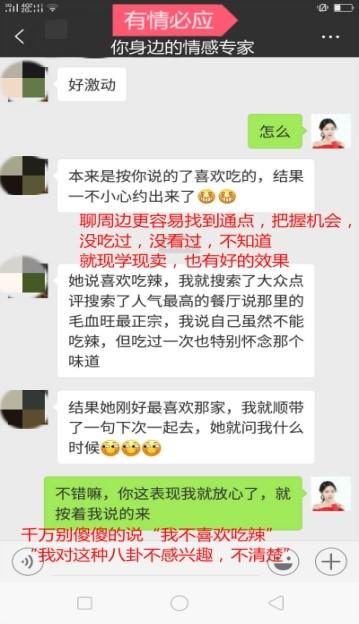 有情必应
你身边的情感专家
好激动
怎么
本来是按你说的了喜欢吃的，结果
一不小心约出来了
聊周边更容易找到通点，把握机会，
没吃过，没看过，不知道
就现学现卖，也有好的效果
她说喜欢吃辣，我就搜索了大众点
评搜索了人气最高的餐厅说那里的
毛血旺最正宗，我说自己虽然不能
吃辣，但吃过一次也特别怀念那个
味道
结果她刚好最喜欢那家，我就顺带
了一句下次一起去，她就问我什么
时候
不错嘛，你这表现我就放心了，就
按着我说的来
千万别傻傻的说“我不喜欢吃辣”
“我对这种八卦不感兴趣，不清楚”